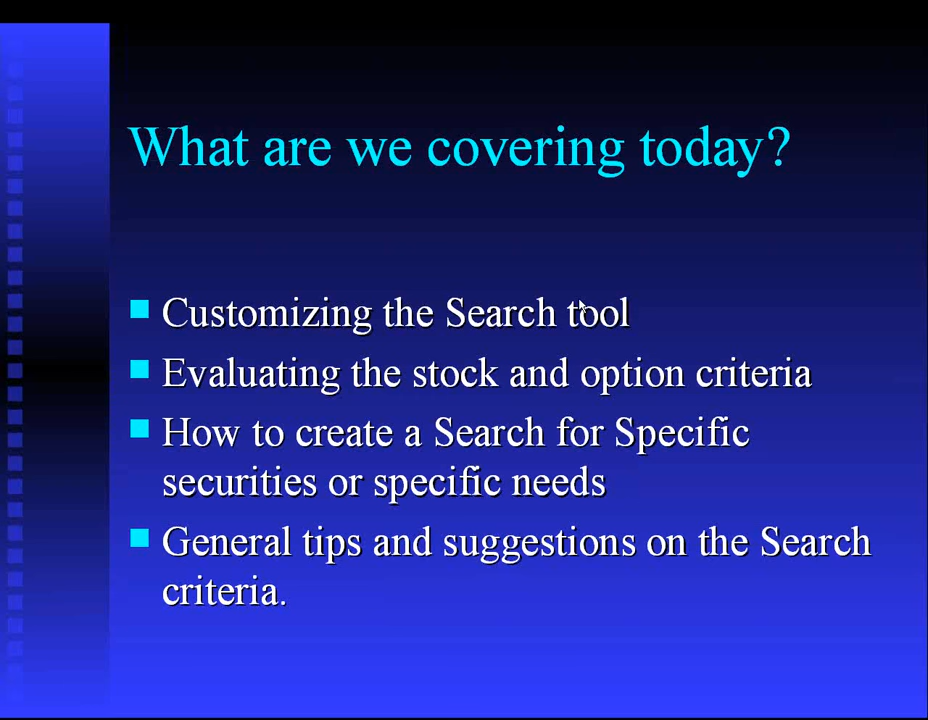 What are we covering today?
Customizing the Search tool
Evaluating the stock and option criteria
How to create a Search for Specific
securities or specific needs
General tips and suggestions on the Search
criteria.